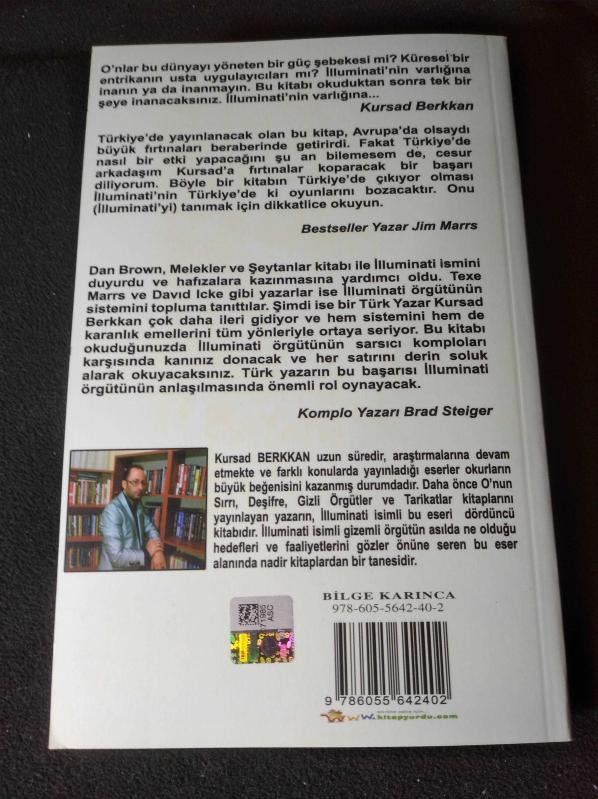 O'nlar bu dünyayı yöneten bir güç şebekesi mi? Küresel bir
entrikanın usta uygulayıcıları mı? İlluminati'nin varlığına
inanın ya da inanmayın. Bu kitabı okuduktan sonra tek bir
şeye inanacaksınız. İlluminati'nin varlığına...
Kursad Berkkan
Türkiye'de yayınlanacak olan bu kitap, Avrupa'da olsaydı
büyük fırtınaları beraberinde getirirdi. Fakat Türkiye'de
nasıl bir etki yapacağını şu an bilemesem de, cesur
arkadaşım Kursad'a fırtınalar koparacak bir başarı
diliyorum. Böyle bir kitabın Türkiye'de çıkıyor olması
İlluminati'nin Türkiye'de ki oyunlarını bozacaktır. Onu
(İlluminati'yi) tanımak için dikkatlice okuyun.
Bestseller Yazar Jim Marrs
Dan Brown, Melekler ve Şeytanlar kitabı ile İlluminati ismini
duyurdu ve hafızalara kazınmasına yardımcı oldu. Texe
Marrs ve Davıd Icke gibi yazarlar ise İlluminati örgütünün
sistemini topluma tanıttılar. Şimdi ise bir Türk Yazar Kursad
Berkkan çok daha ileri gidiyor ve hem sistemini hem de
karanlık emellerini tüm yönleriyle ortaya seriyor. Bu kitabı
okuduğunuzda İlluminati örgütünün sarsıcı komploları
karşısında kanınız donacak ve her satırını derin soluk
alarak okuyacaksınız. Türk yazarın bu başarısı İlluminati
örgütünün anlaşılmasında önemli rol oynayacak.
Komplo Yazarı Brad Steiger
Kursad BERKKAN uzun süredir, araştırmalarına devam
etmekte ve farklı konularda yayınladığı eserler okurların
büyük beğenisini kazanmış durumdadır. Daha önce O'nun
Sırrı, Deşifre, Gizli Örgütler ve Tarikatlar kitaplarını
yayınlayan yazarın, İlluminati isimli bu eseri dördüncü
kitabıdır. İlluminati isimli gizemli örgütün asılda ne olduğu
hedefleri ve faaliyetlerini gözler önüne seren bu eser
alanında nadir kitaplardan bir tanesidir.
BİLGE KARINCA
978-605-5642-40-2
71985
ASC
9 786055 642402
www.kitapyurdu.com